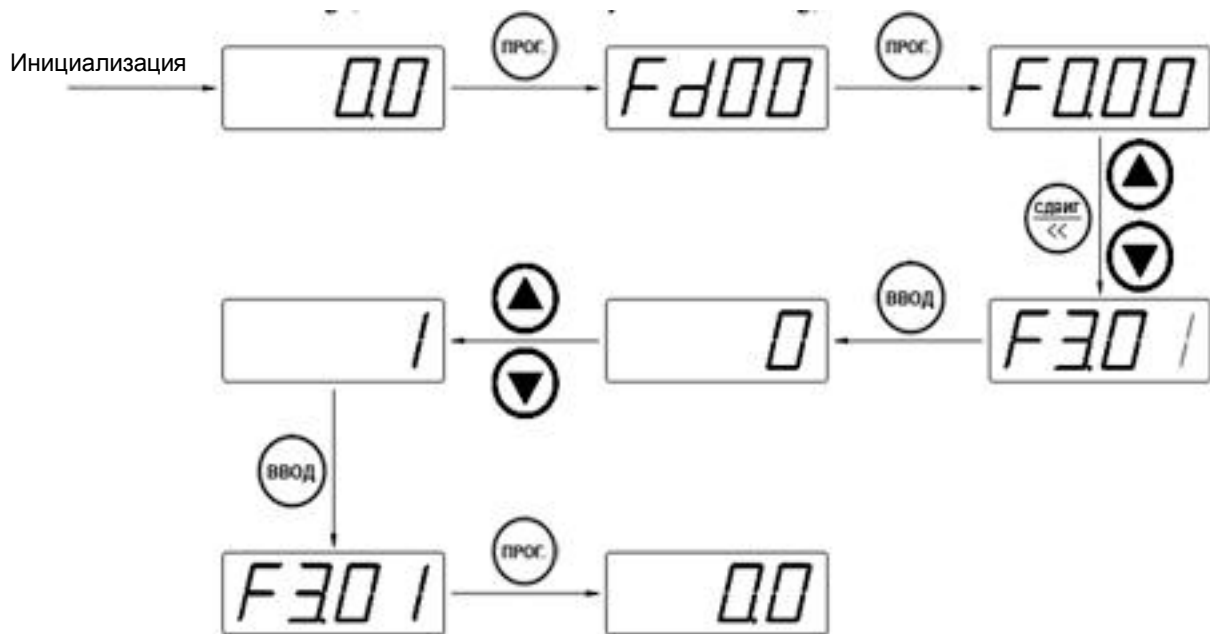 ПРОГ. ПРОГ.
Инициализация 0.0 Fd00 F0.00
СДВИГ
<<
ВВОД
1 0 F3.01
ВВОД
ПРОГ.
F3.01 0.0